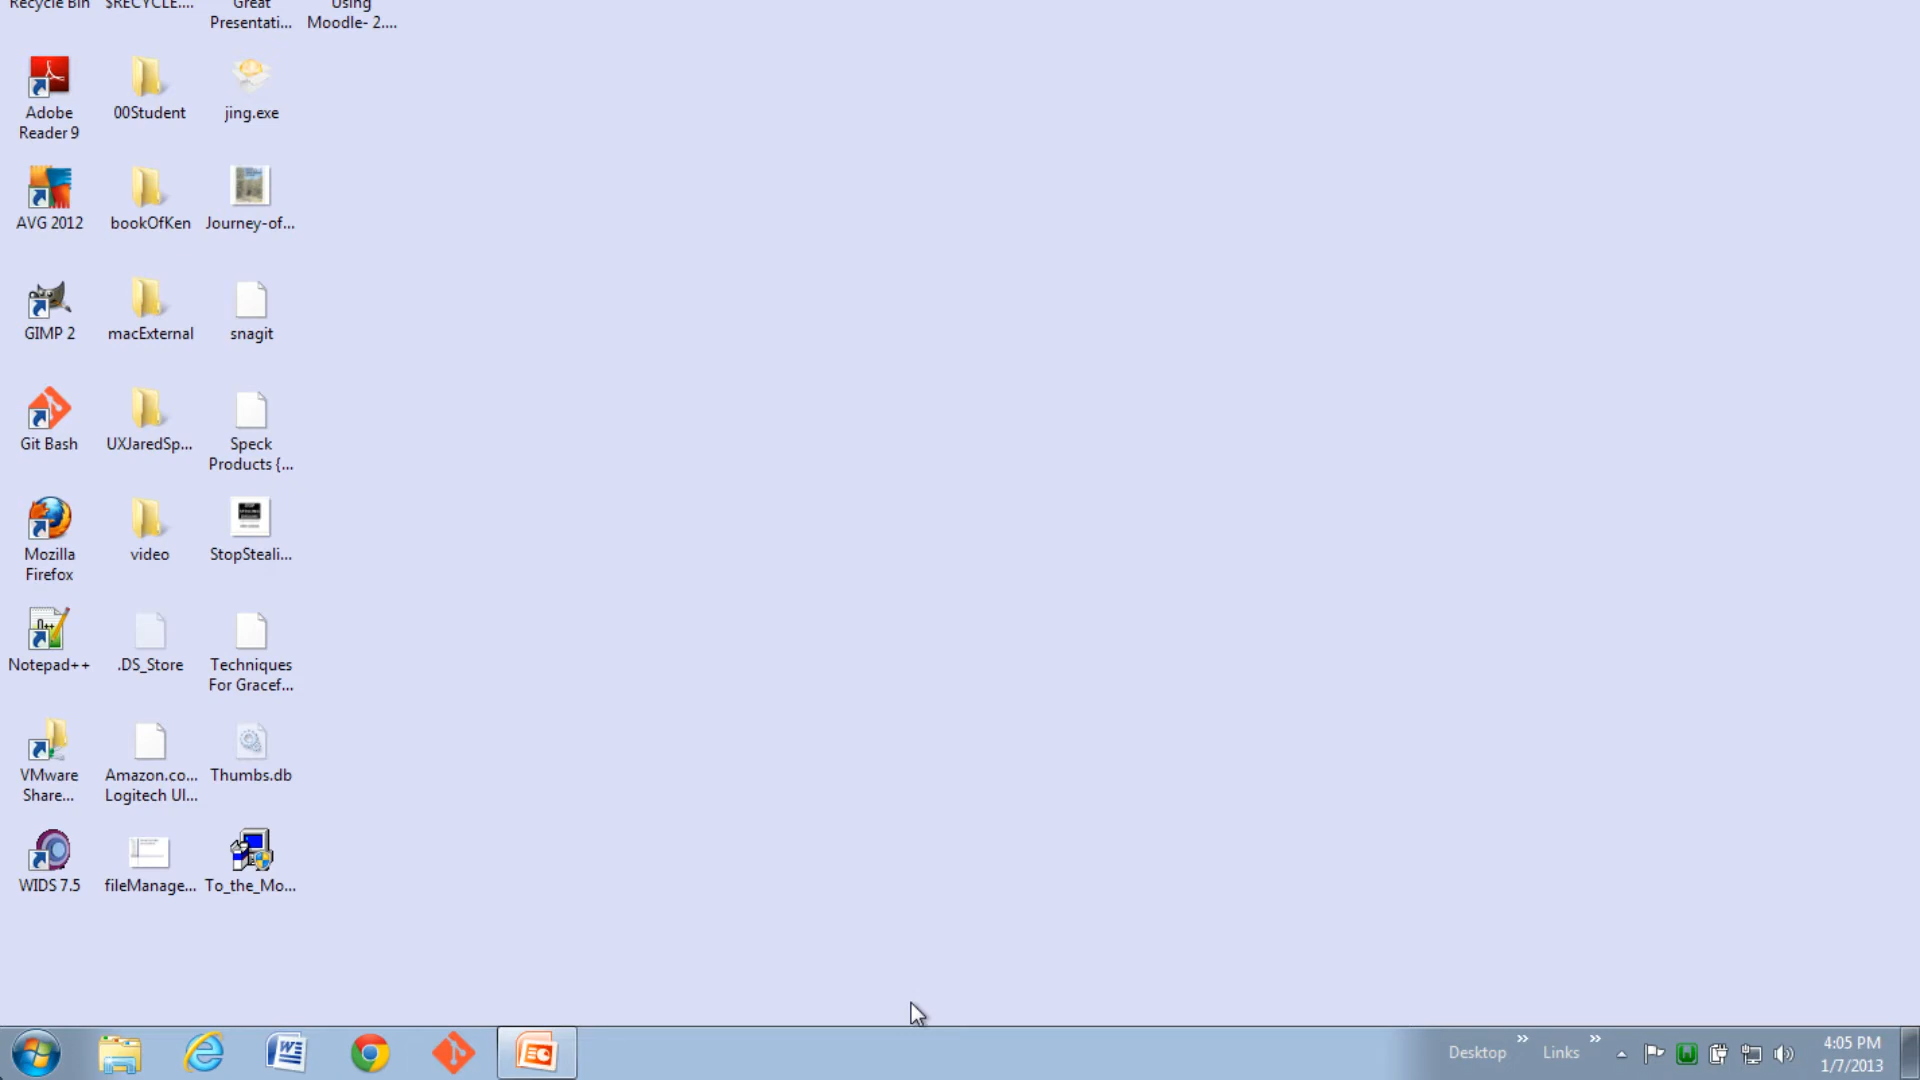 Recycle Bin
$RECYCLE....
Great
Presentati...
Using
Moodle- 2....
Adobe
Reader 9
00Student
jing.exe
AVG 2012
bookOfKen
Journey-of...
GIMP 2
macExternal
snagit
Git Bash
UXJaredSp...
Speck
Products {...
Mozilla
Firefox
video
StopSteali...
Notepad++
.DS_Store
Techniques
For Gracef...
VMware
Share...
Amazon.co...
Logitech Ul...
Thumbs.db
WIDS 7.5
fileManage...
To_the_Mo...
Desktop
Links
4:05 PM
1/7/2013